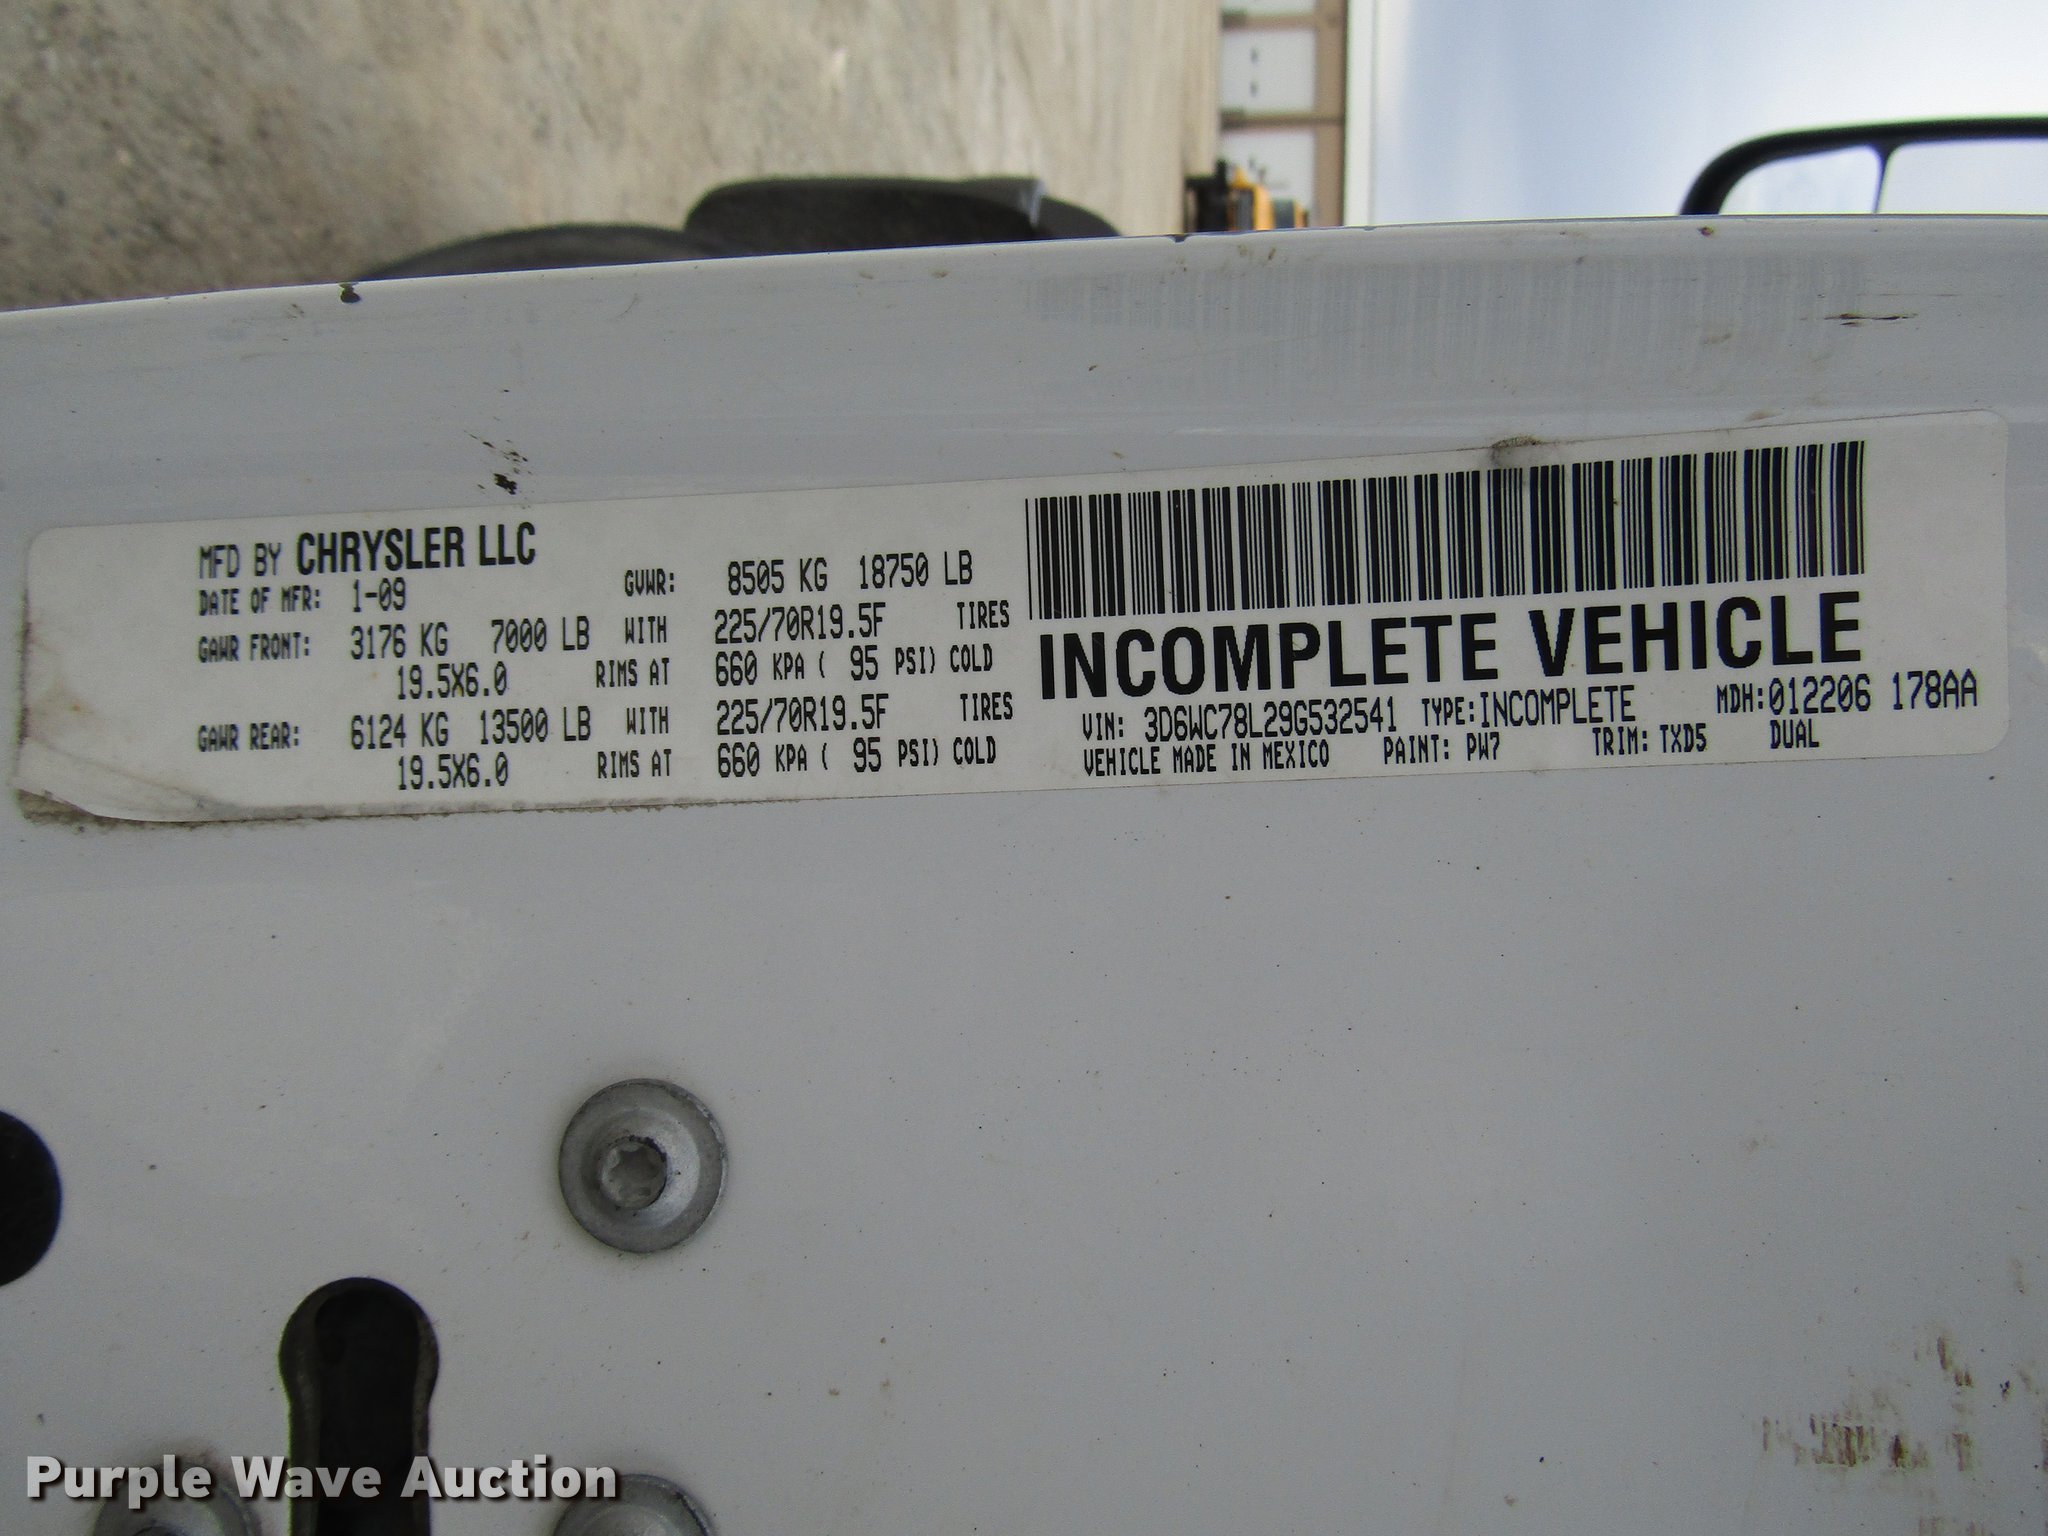 MFD BY CHRYSLER LLC
DATE OF MFR: 1-09 GVWR: 8505 KG 18750 LB
GAWR FRONT: 3176 KG 7000 LB WITH 225/70R19.5F TIRES
19.5X6.0 RIMS AT 660 KPA ( 95 PSI) COLD
GAWR REAR: 6124 KG 13500 LB WITH 225/70R19.5F TIRES
19.5X6.0 RIMS AT 660 KPA ( 95 PSI) COLD
INCOMPLETE VEHICLE
VIN: 3D6WC78L29G532541 TYPE:INCOMPLETE MDH:012206 178AA
VEHICLE MADE IN MEXICO PAINT: PW7 TRIM: TXD5 DUAL
Purple Wave Auction